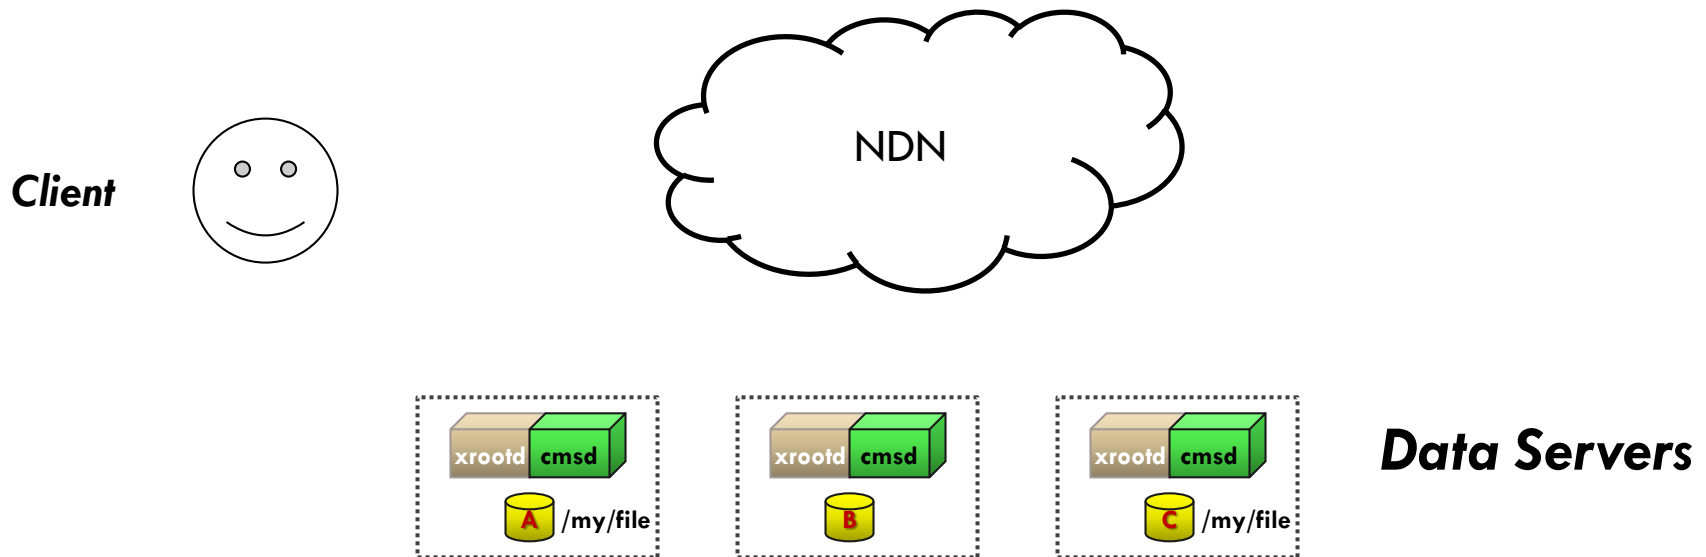 NDN
Client
xrootd cmsd
A /my/file
xrootd cmsd
B
xrootd cmsd
C /my/file
Data Servers